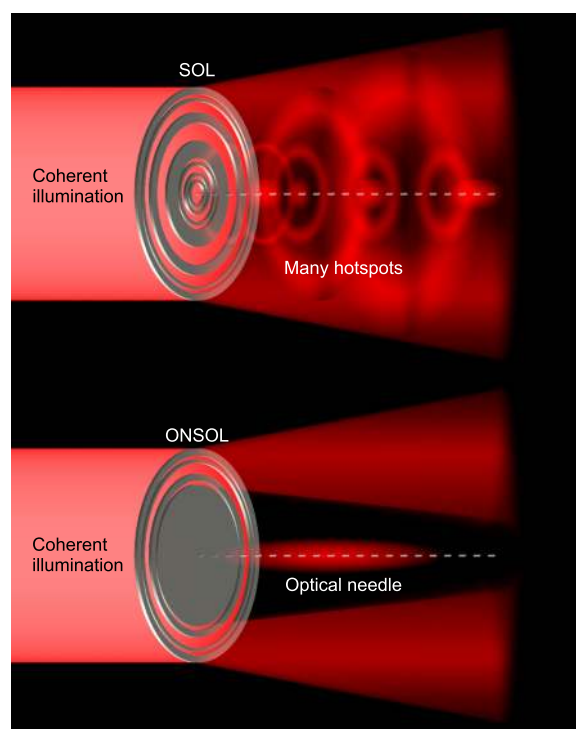 SOL
Coherent
illumination
Many hotspots
ONSOL
Coherent
illumination
Optical needle